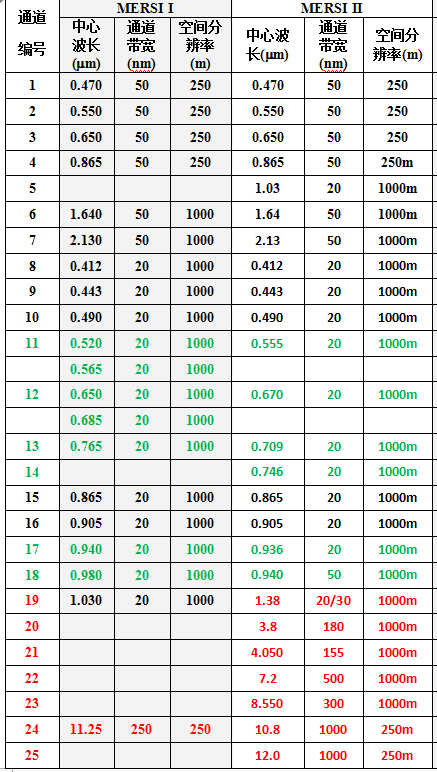 通道编号 MERSI I MERSI II
中心波长(μm) 通道带宽(nm) 空间分辨率(m) 中心波长(μm) 通道带宽(nm) 空间分辨率(m)
1 0.470 50 250 0.470 50 250
2 0.550 50 250 0.550 50 250
3 0.650 50 250 0.650 50 250
4 0.865 50 250 0.865 50 250m
5 1.03 20 1000m
6 1.640 50 1000 1.64 50 1000m
7 2.130 50 1000 2.13 50 1000m
8 0.412 20 1000 0.412 20 1000m
9 0.443 20 1000 0.443 20 1000m
10 0.490 20 1000 0.490 20 1000m
11 0.520 20 1000 0.555 20 1000m
0.565 20 1000
12 0.650 20 1000 0.670 20 1000m
0.685 20 1000
13 0.765 20 1000 0.709 20 1000m
14 0.746 20 1000m
15 0.865 20 1000 0.865 20 1000m
16 0.905 20 1000 0.905 20 1000m
17 0.940 20 1000 0.936 20 1000m
18 0.980 20 1000 0.940 50 1000m
19 1.030 20 1000 1.38 20/30 1000m
20 3.8 180 1000m
21 4.050 155 1000m
22 7.2 500 1000m
23 8.550 300 1000m
24 11.25 250 250 10.8 1000 250m
25 12.0 1000 250m